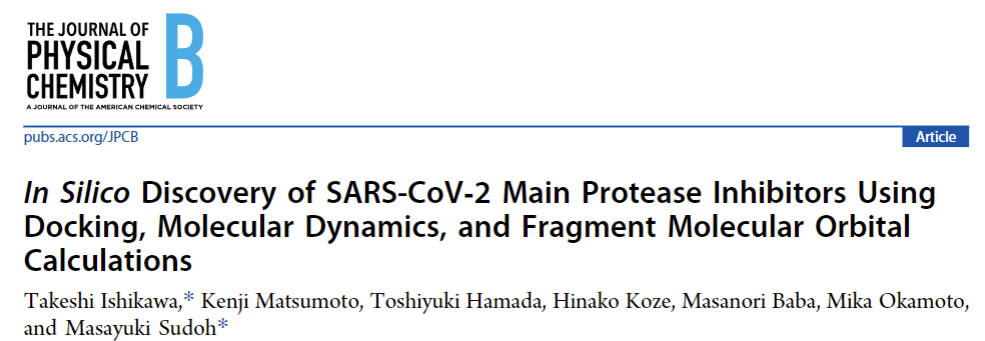 THE JOURNAL OF
PHYSICAL
CHEMISTRY
B
A JOURNAL OF THE AMERICAN CHEMICAL SOCIETY
pubs.acs.org/JPCB
Article
In Silico Discovery of SARS-CoV-2 Main Protease Inhibitors Using
Docking, Molecular Dynamics, and Fragment Molecular Orbital
Calculations
Takeshi Ishikawa,* Kenji Matsumoto, Toshiyuki Hamada, Hinako Koze, Masanori Baba, Mika Okamoto,
and Masayuki Sudoh*